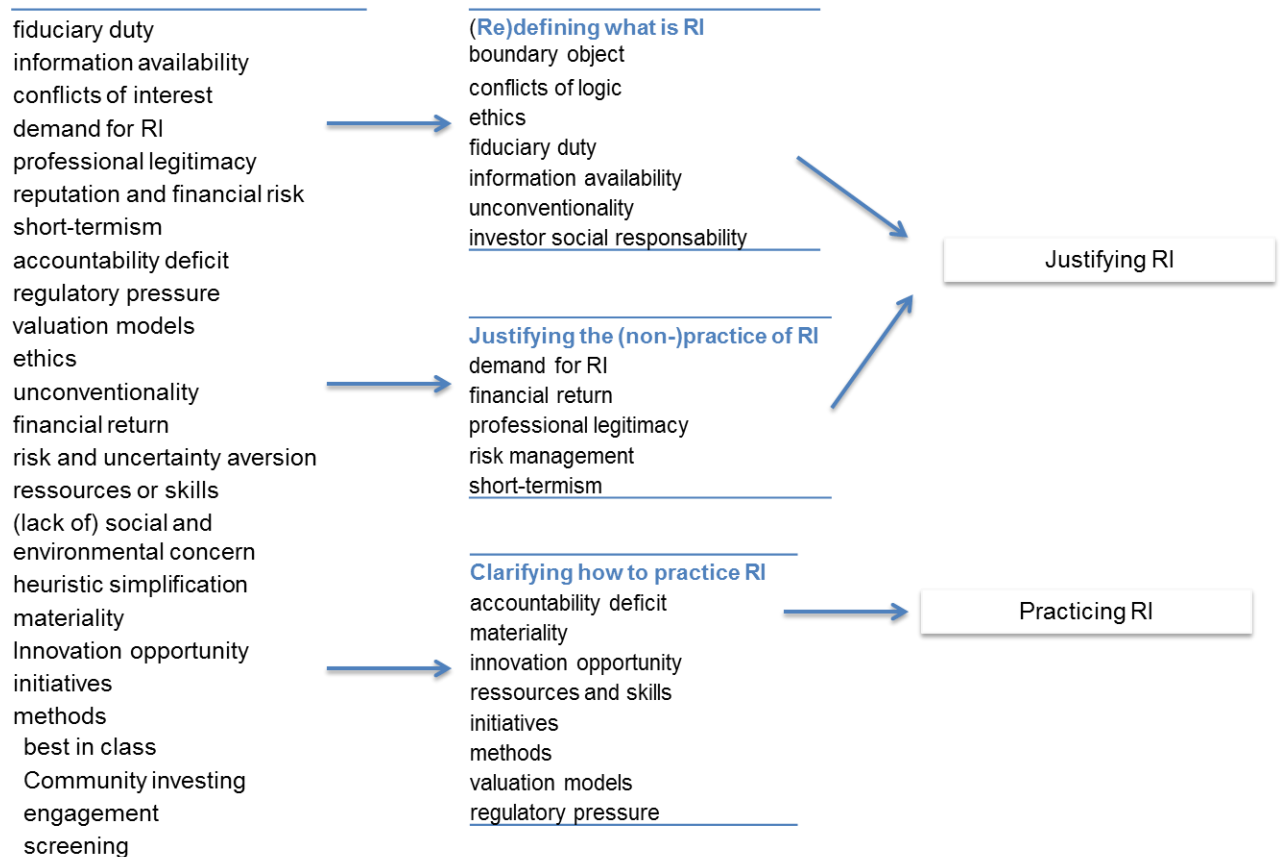 fiduciary duty
information availability
conflicts of interest
demand for RI
professional legitimacy
reputation and financial risk
short-termism
accountability deficit
regulatory pressure
valuation models
ethics
unconventionality
financial return
risk and uncertainty aversion
ressources or skills
(lack of) social and
environmental concern
heuristic simplification
materiality
Innovation opportunity
initiatives
methods
best in class
Community investing
engagement
screening
(Re)defining what is RI
boundary object
conflicts of logic
ethics
fiduciary duty
information availability
unconventionality
investor social responsability
Justifying the (non-)practice of RI
demand for RI
financial return
professional legitimacy
risk management
short-termism
Clarifying how to practice RI
accountability deficit
materiality
innovation opportunity
ressources and skills
initiatives
methods
valuation models
regulatory pressure
Justifying RI
Practicing RI